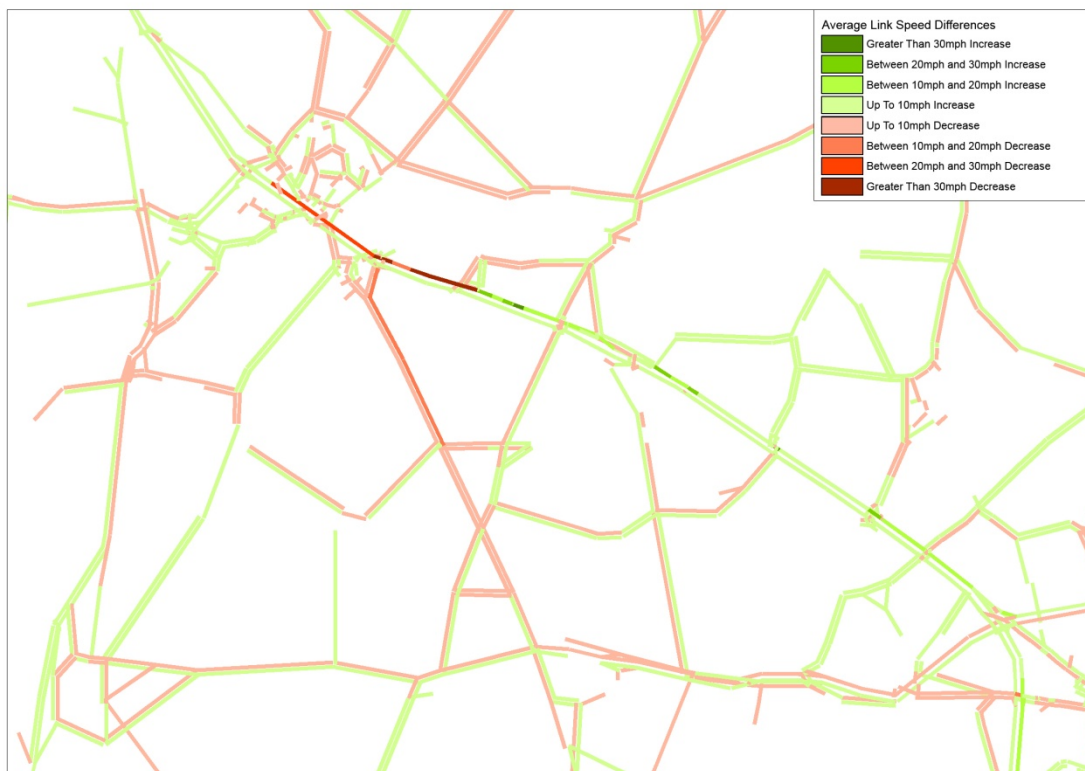 Average Link Speed Differences
Greater Than 30mph Increase
Between 20mph and 30mph Increase
Between 10mph and 20mph Increase
Up To 10mph Increase
Up To 10mph Decrease
Between 10mph and 20mph Decrease
Between 20mph and 30mph Decrease
Greater Than 30mph Decrease